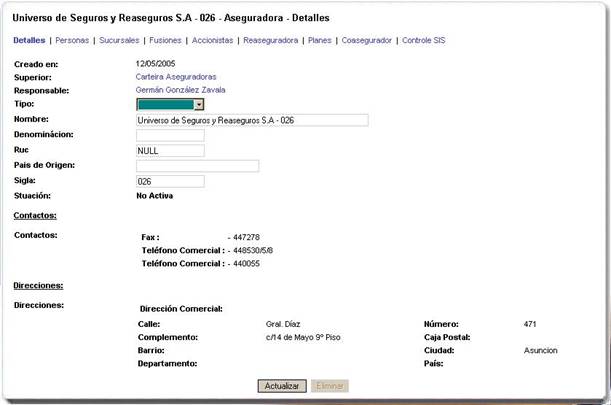 Universo de Seguros y Reaseguros S.A - 026 - Aseguradora - Detalles
Detalles | Personas | Sucursales | Fusiones | Accionistas | Reaseguradora | Planes | Coasegurador | Controle SIS
Creado en: 12/05/2005
Superior: Carteira Aseguradoras
Responsable: Germán González Zavala
Tipo:
Nombre: Universo de Seguros y Reaseguros S.A - 026
Denominácion:
Ruc NULL
Pais de Origen:
Sigla: 026
Situación: No Activa
Contactos:
Contactos: Fax : - 447278
Teléfono Comercial : - 448530/5/8
Teléfono Comercial : - 440055
Direcciones:
Direcciones: Dirección Comercial:
Calle: Gral. Díaz Número: 471
Complemento: c/14 de Mayo 9º Piso Caja Postal:
Barrio: Ciudad: Asuncion
Departamento: País:
Actualizar Eliminar